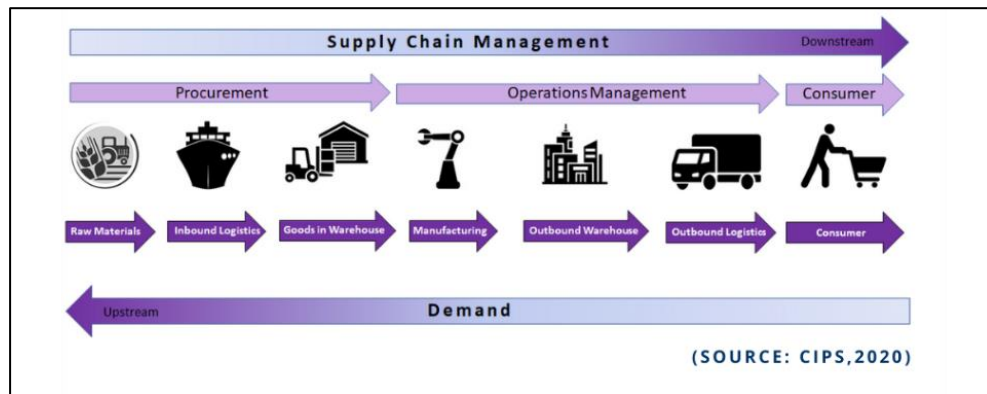 Supply Chain Management
Downstream
Procurement
Operations Management
Consumer
Raw Materials
Inbound Logistics
Goods in Warehouse
Manufacturing
Outbound Warehouse
Outbound Logistics
Consumer
Upstream
Demand
(SOURCE: CIPS,2020)